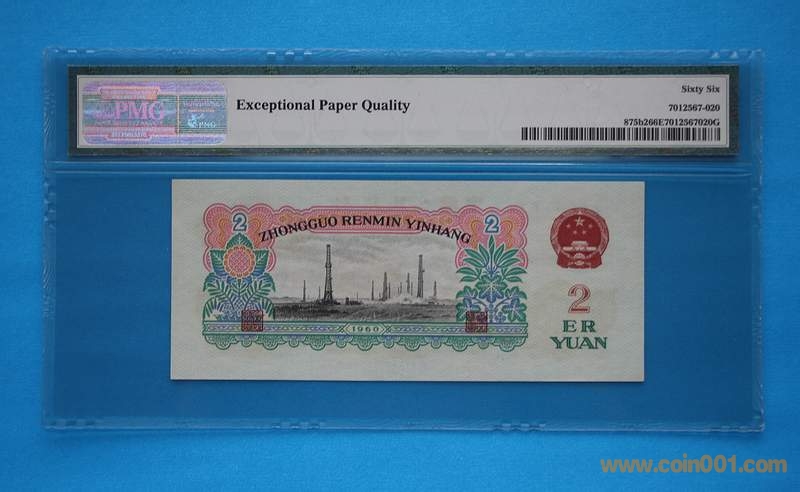 PMG
PMG
Exceptional Paper Quality
Sixty Six
7012567-020
875b266E7012567020G
2
2
ZHONGGUO RENMIN YINHANG
1960
2
ER
YUAN
www.coin001.com